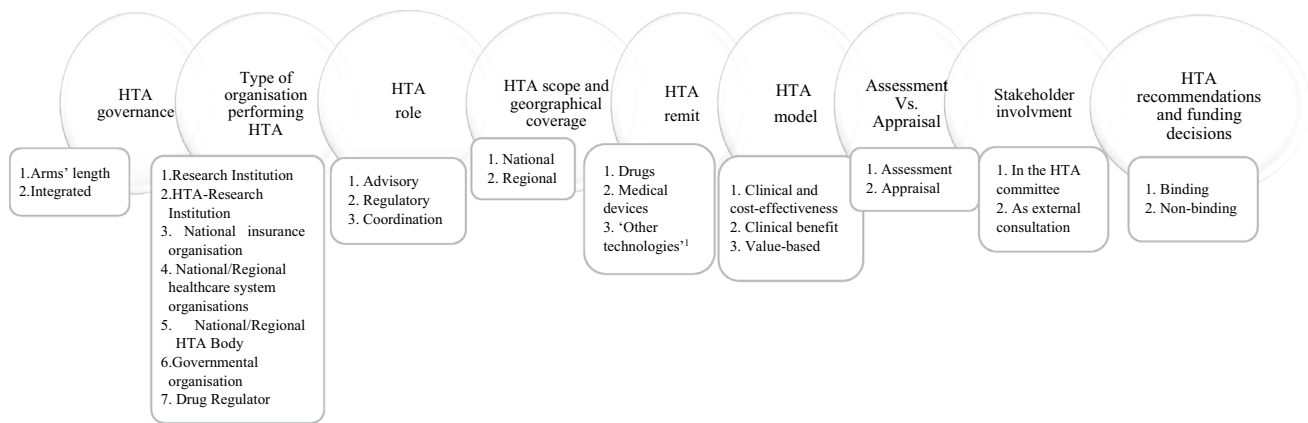 HTA
governance
1.Arms’ length
2.Integrated
Type of
organisation
performing
HTA
1.Research Institution
2.HTA-Research
Institution
3. National insurance
organisation
4. National/Regional
healthcare system
organisations
5. National/Regional
HTA Body
6.Governmental
organisation
7. Drug Regulator
HTA
role
1. Advisory
2. Regulatory
3. Coordination
HTA scope and
georgraphical
coverage
1. National
2. Regional
HTA
remit
1. Drugs
2. Medical
devices
3. ‘Other
technologies’¹
HTA
model
1. Clinical and
cost-effectiveness
2. Clinical benefit
3. Value-based
Assessment
Vs.
Appraisal
1. Assessment
2. Appraisal
Stakeholder
involvment
1. In the HTA
committee
2. As external
consultation
HTA
recommendations
and funding
decisions
1. Binding
2. Non-binding